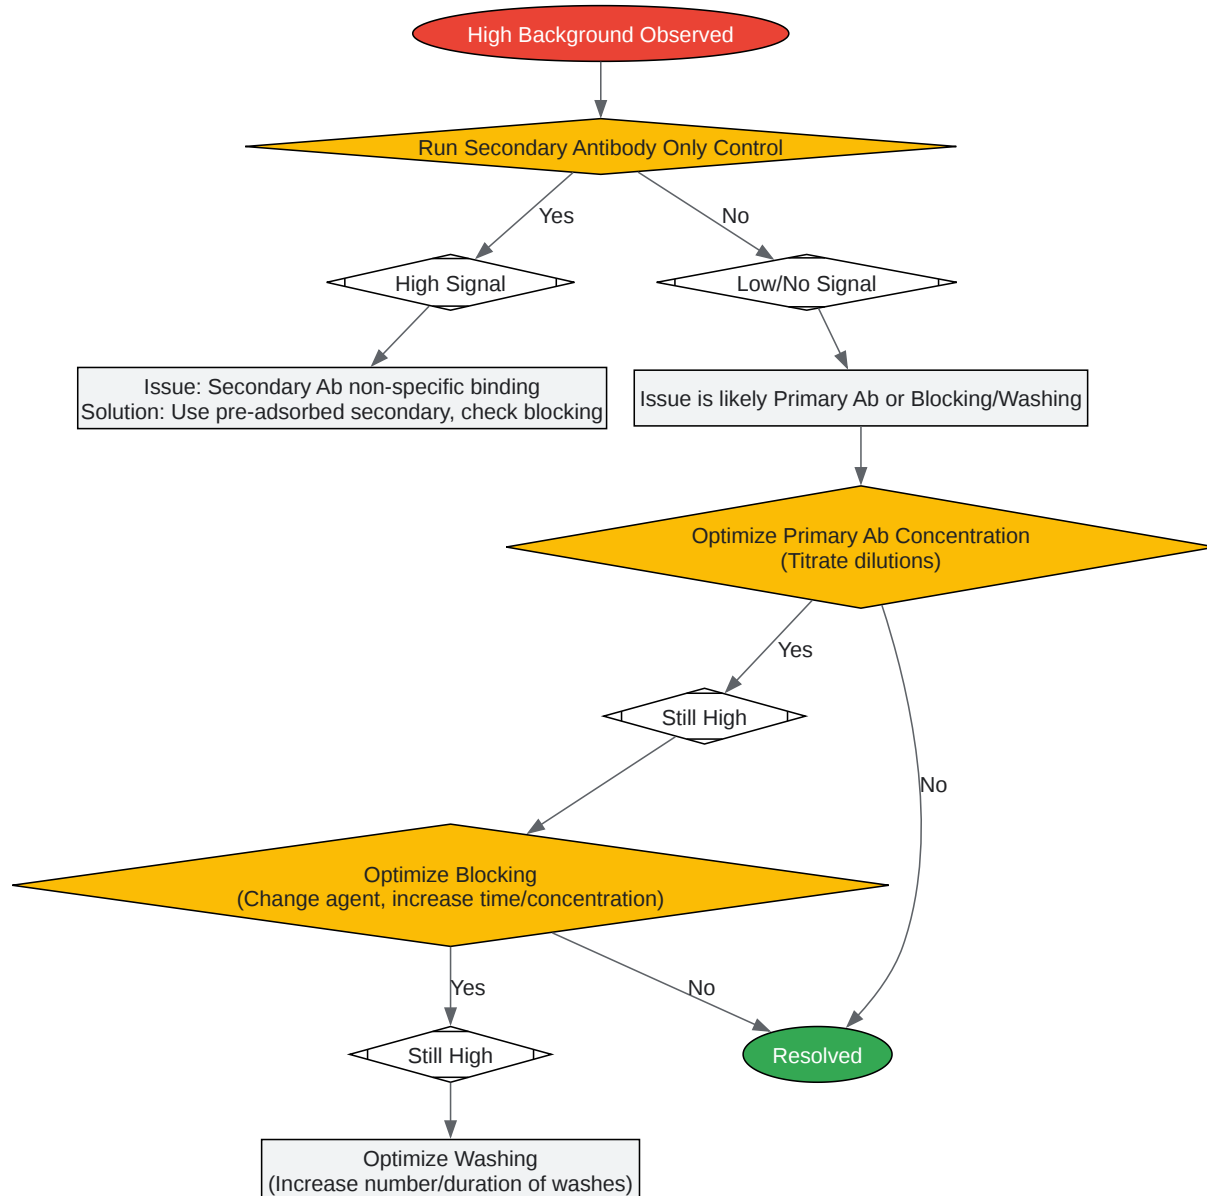 High Background Observed
Run Secondary Antibody Only Control
Yes
No
High Signal
Low/No Signal
Issue: Secondary Ab non-specific binding
Solution: Use pre-adsorbed secondary, check blocking
Issue is likely Primary Ab or Blocking/Washing
Optimize Primary Ab Concentration
(Titrate dilutions)
Yes
Still High
No
Optimize Blocking
(Change agent, increase time/concentration)
Yes
No
Still High
Resolved
Optimize Washing
(Increase number/duration of washes)